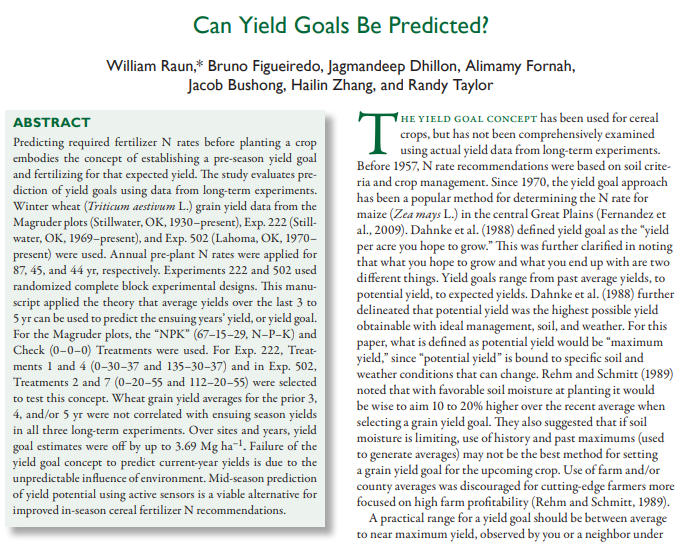 Can Yield Goals Be Predicted?
William Raun,* Bruno Figueiredo, Jagmandeep Dhillon, Alimamy Fornah,
Jacob Bushong, Hailin Zhang, and Randy Taylor
ABSTRACT
Predicting required fertilizer N rates before planting a crop
embodies the concept of establishing a pre-season yield goal
and fertilizing for that expected yield. The study evaluates pre-
diction of yield goals using data from long-term experiments.
Winter wheat (Triticum aestivum L.) grain yield data from the
Magruder plots (Stillwater, OK, 1930–present), Exp. 222 (Still-
water, OK, 1969–present), and Exp. 502 (Lahoma, OK, 1970–
present) were used. Annual pre-plant N rates were applied for
87, 45, and 44 yr, respectively. Experiments 222 and 502 used
randomized complete block experimental designs. This manu-
script applied the theory that average yields over the last 3 to
5 yr can be used to predict the ensuing years' yield, or yield goal.
For the Magruder plots, the “NPK” (67–15–29, N–P–K) and
Check (0–0–0) Treatments were used. For Exp. 222, Treat-
ments 1 and 4 (0–30–37 and 135–30–37) and in Exp. 502,
Treatments 2 and 7 (0–20–55 and 112–20–55) were selected
to test this concept. Wheat grain yield averages for the prior 3,
4, and/or 5 yr were not correlated with ensuing season yields
in all three long-term experiments. Over sites and years, yield
goal estimates were off by up to 3.69 Mg ha–1. Failure of the
yield goal concept to predict current-year yields is due to the
unpredictable influence of environment. Mid-season prediction
of yield potential using active sensors is a viable alternative for
improved in-season cereal fertilizer N recommendations.
THE YIELD GOAL CONCEPT has been used for cereal
crops, but has not been comprehensively examined
using actual yield data from long-term experiments.
Before 1957, N rate recommendations were based on soil crite-
ria and crop management. Since 1970, the yield goal approach
has been a popular method for determining the N rate for
maize (Zea mays L.) in the central Great Plains (Fernandez et
al., 2009). Dahnke et al. (1988) defined yield goal as the “yield
per acre you hope to grow.” This was further clarified in noting
that what you hope to grow and what you end up with are two
different things. Yield goals range from past average yields, to
potential yield, to expected yields. Dahnke et al. (1988) further
delineated that potential yield was the highest possible yield
obtainable with ideal management, soil, and weather. For this
paper, what is defined as potential yield would be “maximum
yield,” since “potential yield” is bound to specific soil and
weather conditions that can change. Rehm and Schmitt (1989)
noted that with favorable soil moisture at planting it would
be wise to aim 10 to 20% higher over the recent average when
selecting a grain yield goal. They also suggested that if soil
moisture is limiting, use of history and past maximums (used
to generate averages) may not be the best method for setting
a grain yield goal for the upcoming crop. Use of farm and/or
county averages was discouraged for cutting-edge farmers more
focused on high farm profitability (Rehm and Schmitt, 1989).
A practical range for a yield goal should be between average
to near maximum yield, observed by you or a neighbor under